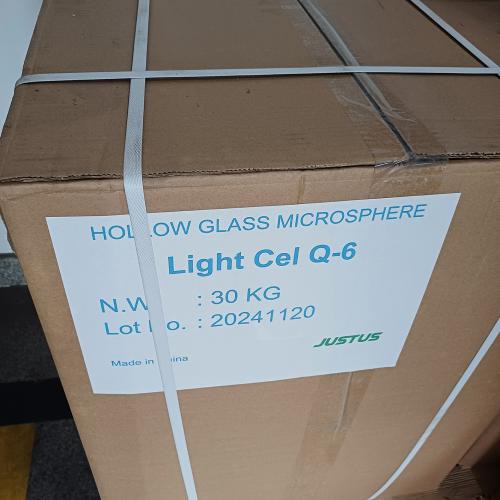 HOLLOW GLASS MICROSPHERE
Light Cel Q-6
N.W. : 30 KG
Lot No. : 20241120
JUSTUS
Made in China